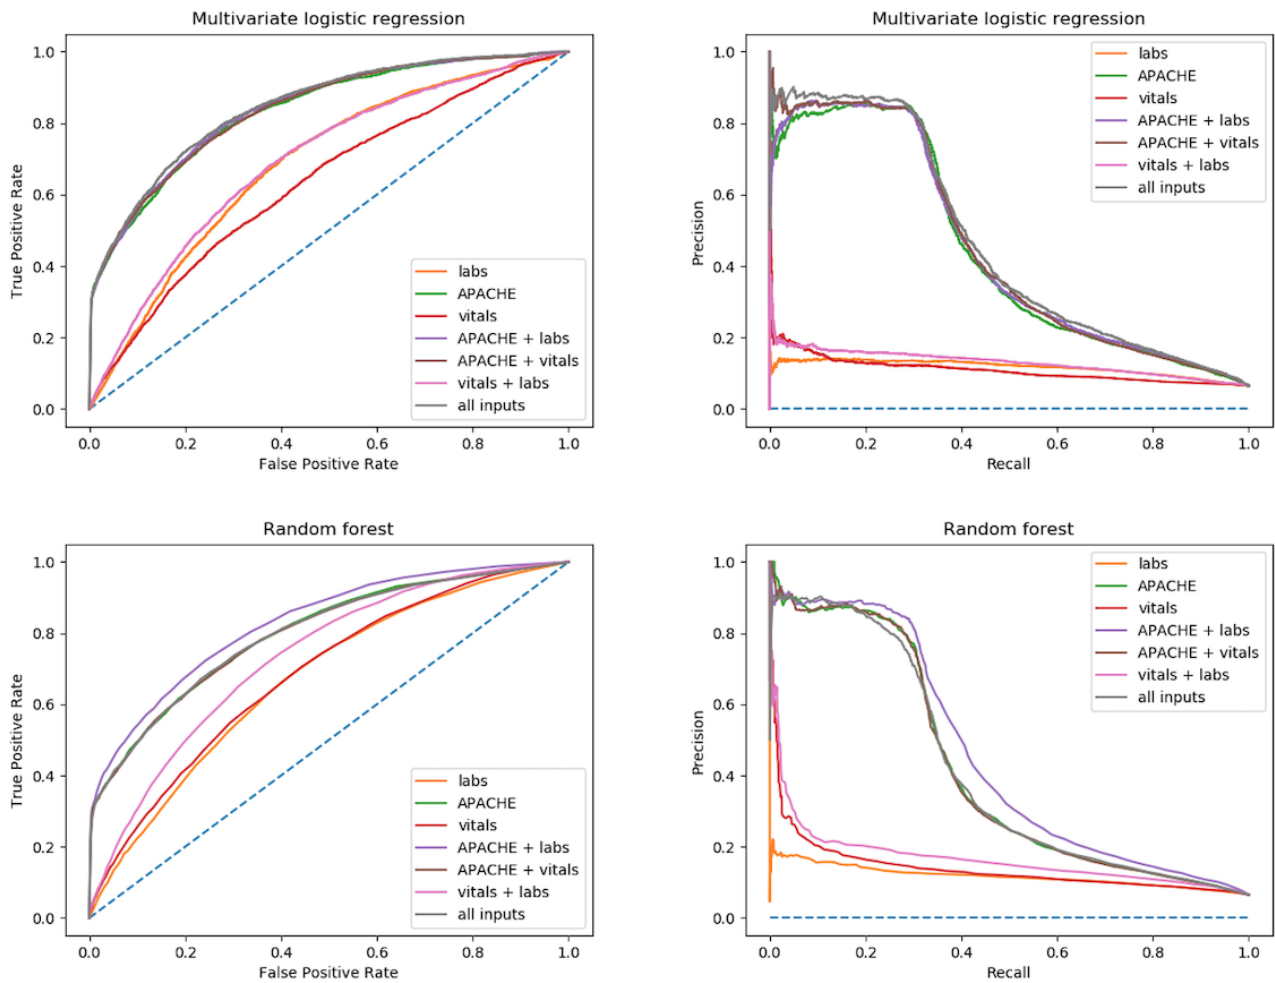 Multivariate logistic regression
1.0
0.8
0.6
0.4
0.2
0.0
True Positive Rate
labs
APACHE
vitals
APACHE + labs
APACHE + vitals
vitals + labs
all inputs
0.0 0.2 0.4 0.6 0.8 1.0
False Positive Rate
Multivariate logistic regression
1.0
0.8
0.6
0.4
0.2
0.0
Precision
labs
APACHE
vitals
APACHE + labs
APACHE + vitals
vitals + labs
all inputs
0.0 0.2 0.4 0.6 0.8 1.0
Recall
Random forest
1.0
0.8
0.6
0.4
0.2
0.0
True Positive Rate
labs
APACHE
vitals
APACHE + labs
APACHE + vitals
vitals + labs
all inputs
0.0 0.2 0.4 0.6 0.8 1.0
False Positive Rate
Random forest
1.0
0.8
0.6
0.4
0.2
0.0
Precision
labs
APACHE
vitals
APACHE + labs
APACHE + vitals
vitals + labs
all inputs
0.0 0.2 0.4 0.6 0.8 1.0
Recall